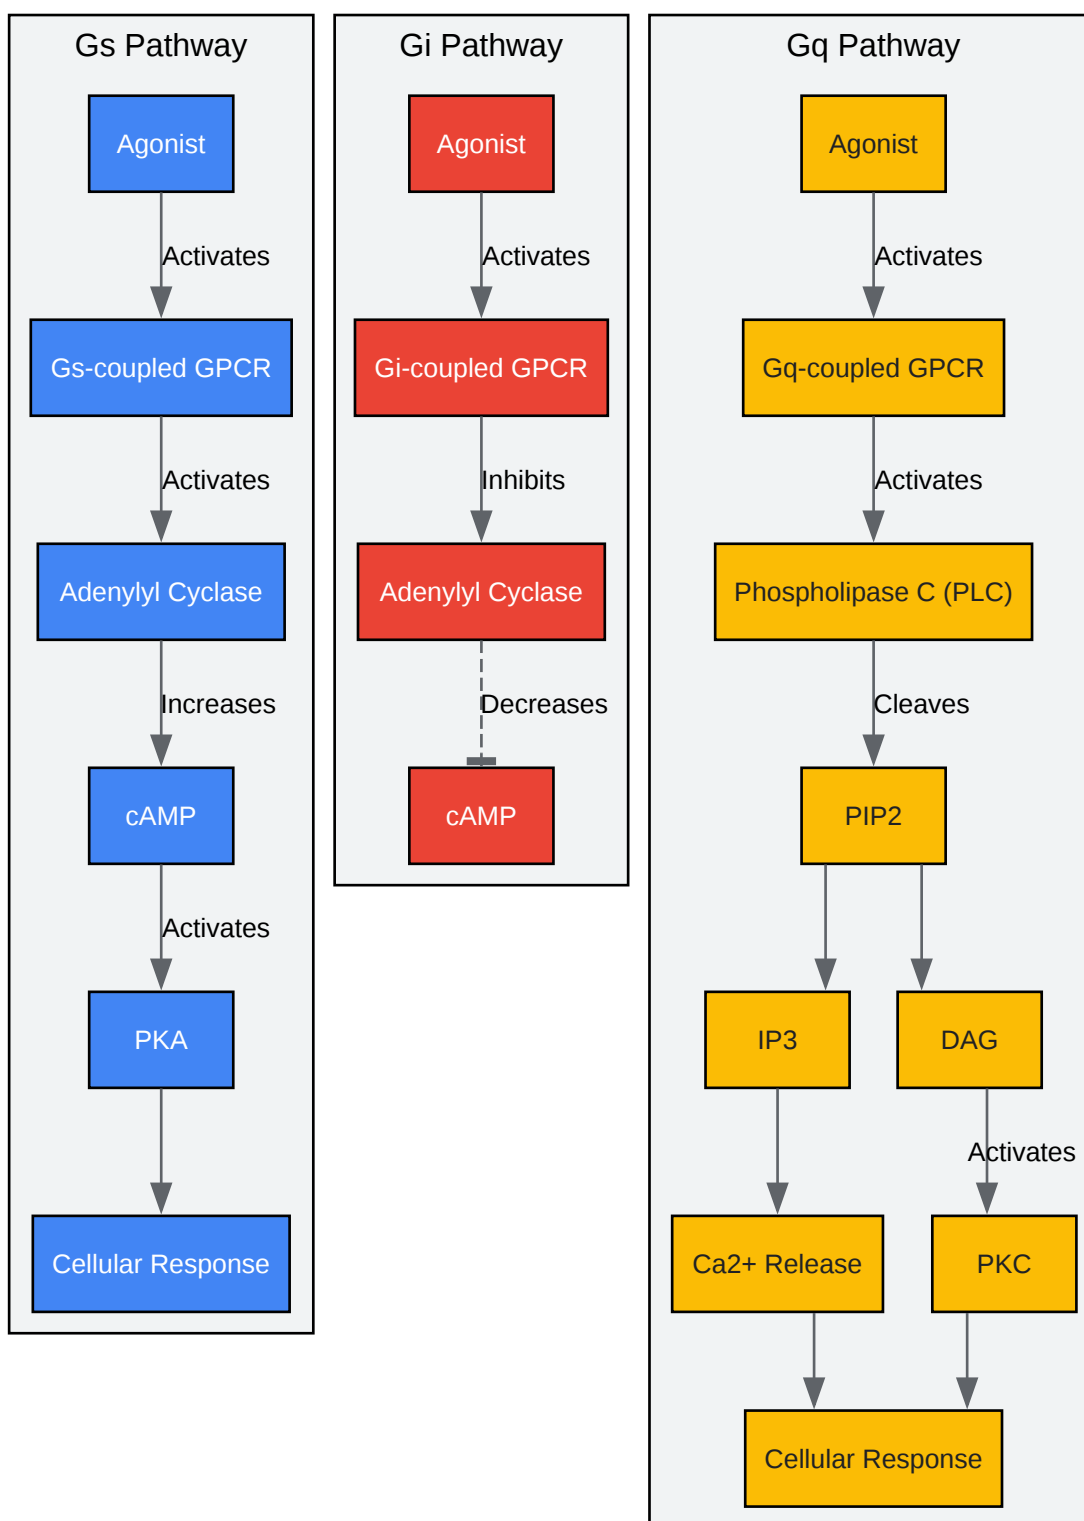 Gs Pathway
Agonist
Activates
Gs-coupled GPCR
Activates
Adenylyl Cyclase
Increases
cAMP
Activates
PKA
Cellular Response
Gi Pathway
Agonist
Activates
Gi-coupled GPCR
Inhibits
Adenylyl Cyclase
Decreases
cAMP
Gq Pathway
Agonist
Activates
Gq-coupled GPCR
Activates
Phospholipase C (PLC)
Cleaves
PIP2
IP3
DAG
Activates
Ca2+ Release
PKC
Cellular Response